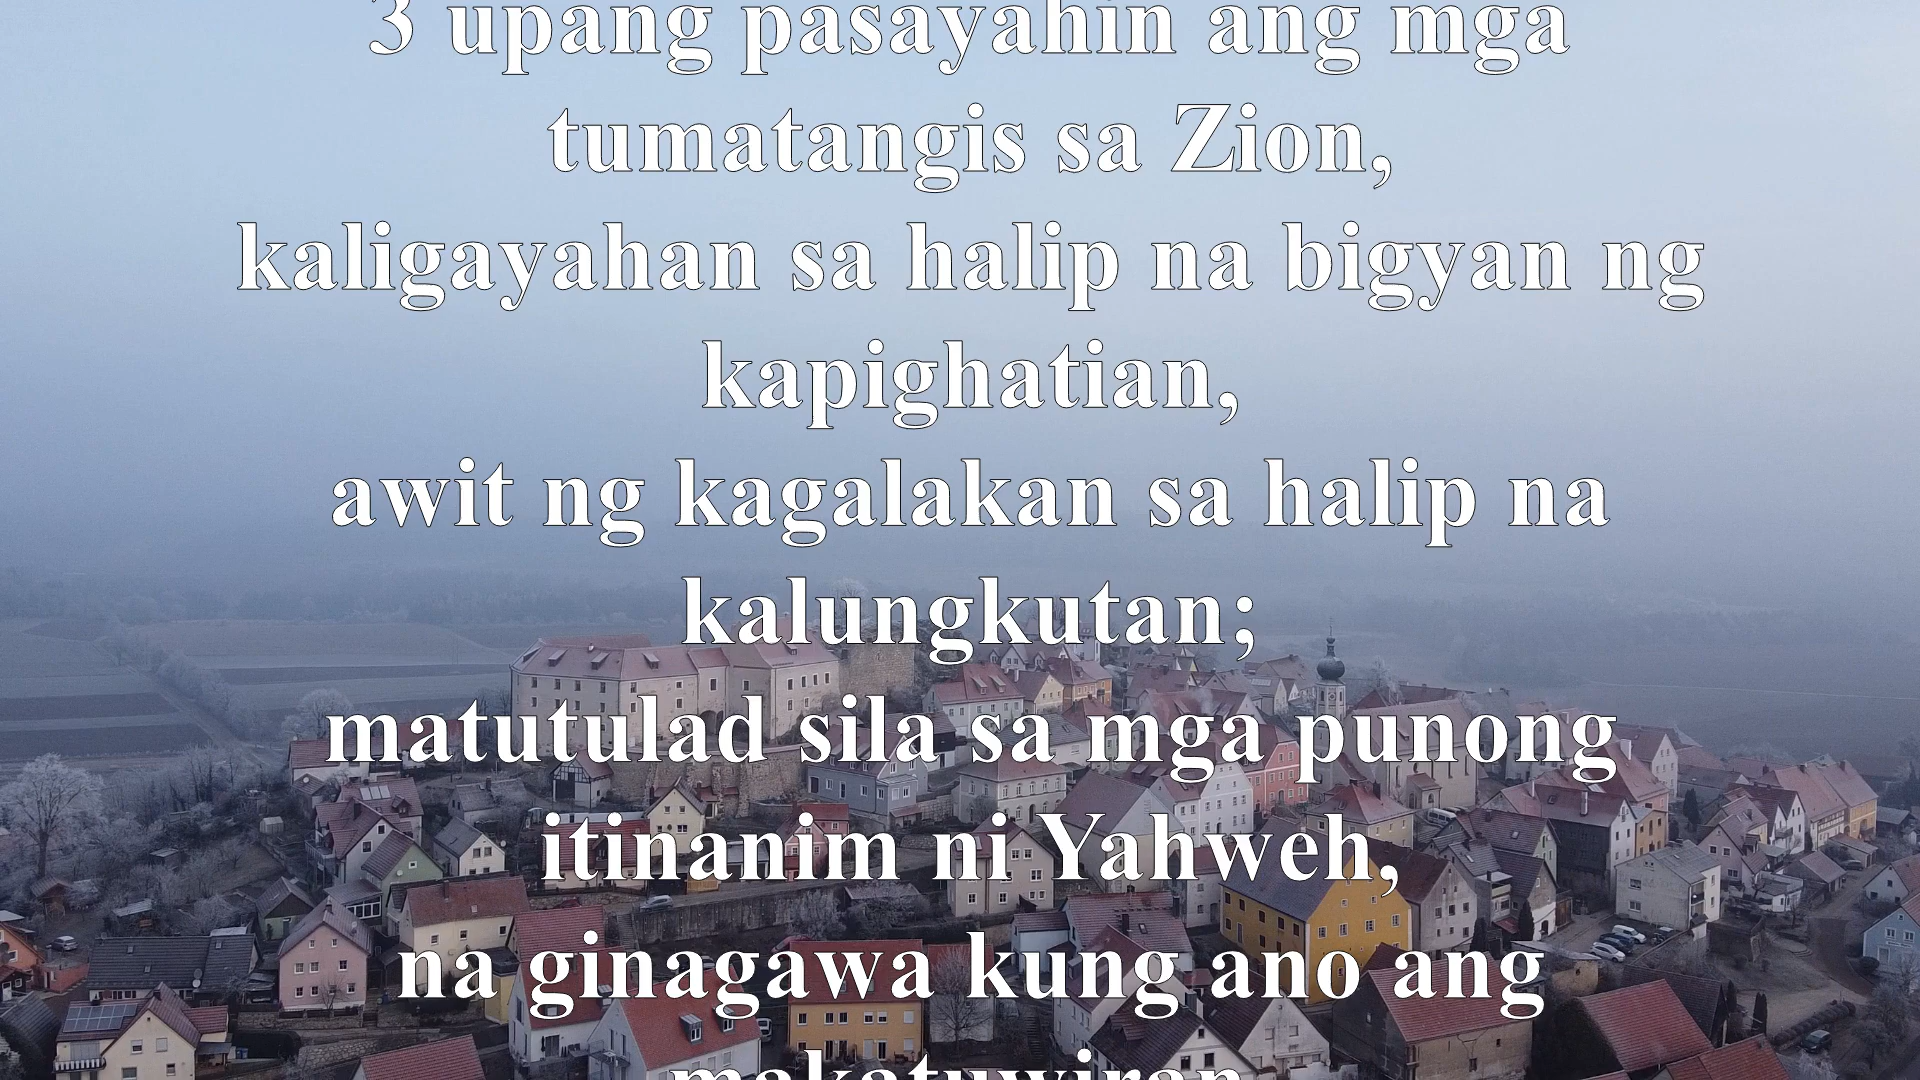 3 upang pasayahin ang mga
tumatangis sa Zion,
kaligayahan sa halip na bigyan ng
kapighatian,
awit ng kagalakan sa halip na
kalungkutan;
matutulad sila sa mga punong
itinanim ni Yahweh,
na ginagawa kung ano ang
makatuwiran